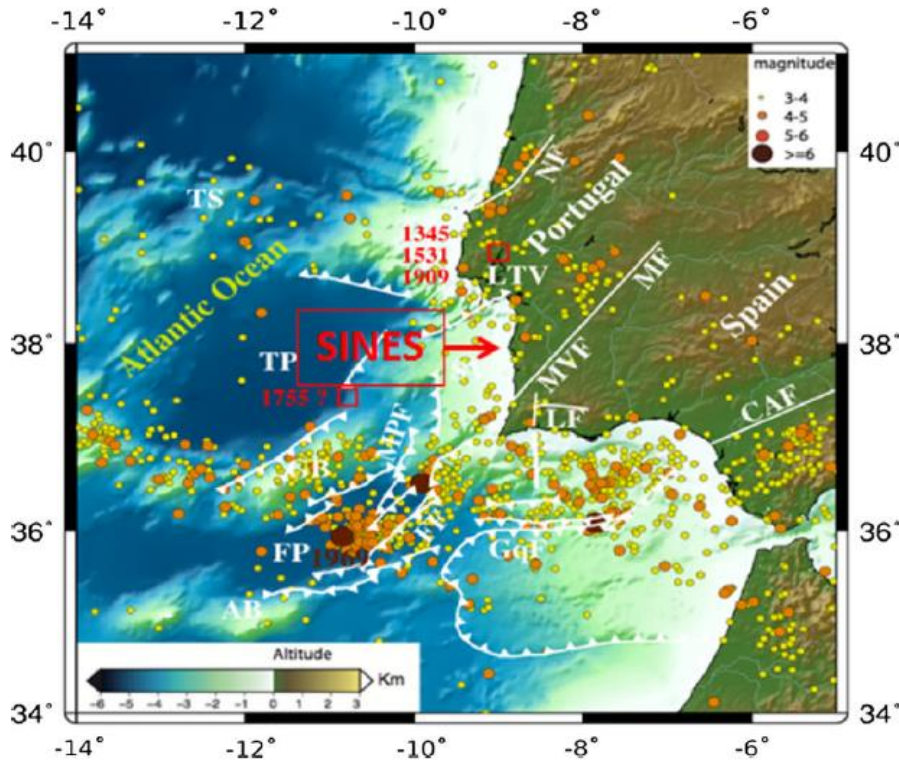 -14° -12° -10° -8° -6°
magnitude
3-4
4-5
5-6
>=6
40°
40°
NF
Portugal
TS
1345
1531
1909
LTV
Atlantic Ocean
MF
Spain
38°
38°
SINES
TP
1755 ?
MVF
LF
CAF
MPF
GB
36°
36°
FP
1969
GqF
AB
Altitude
Km
-6 -5 -4 -3 -2 -1 0 1 2 3
34°
34°
-14° -12° -10° -8° -6°